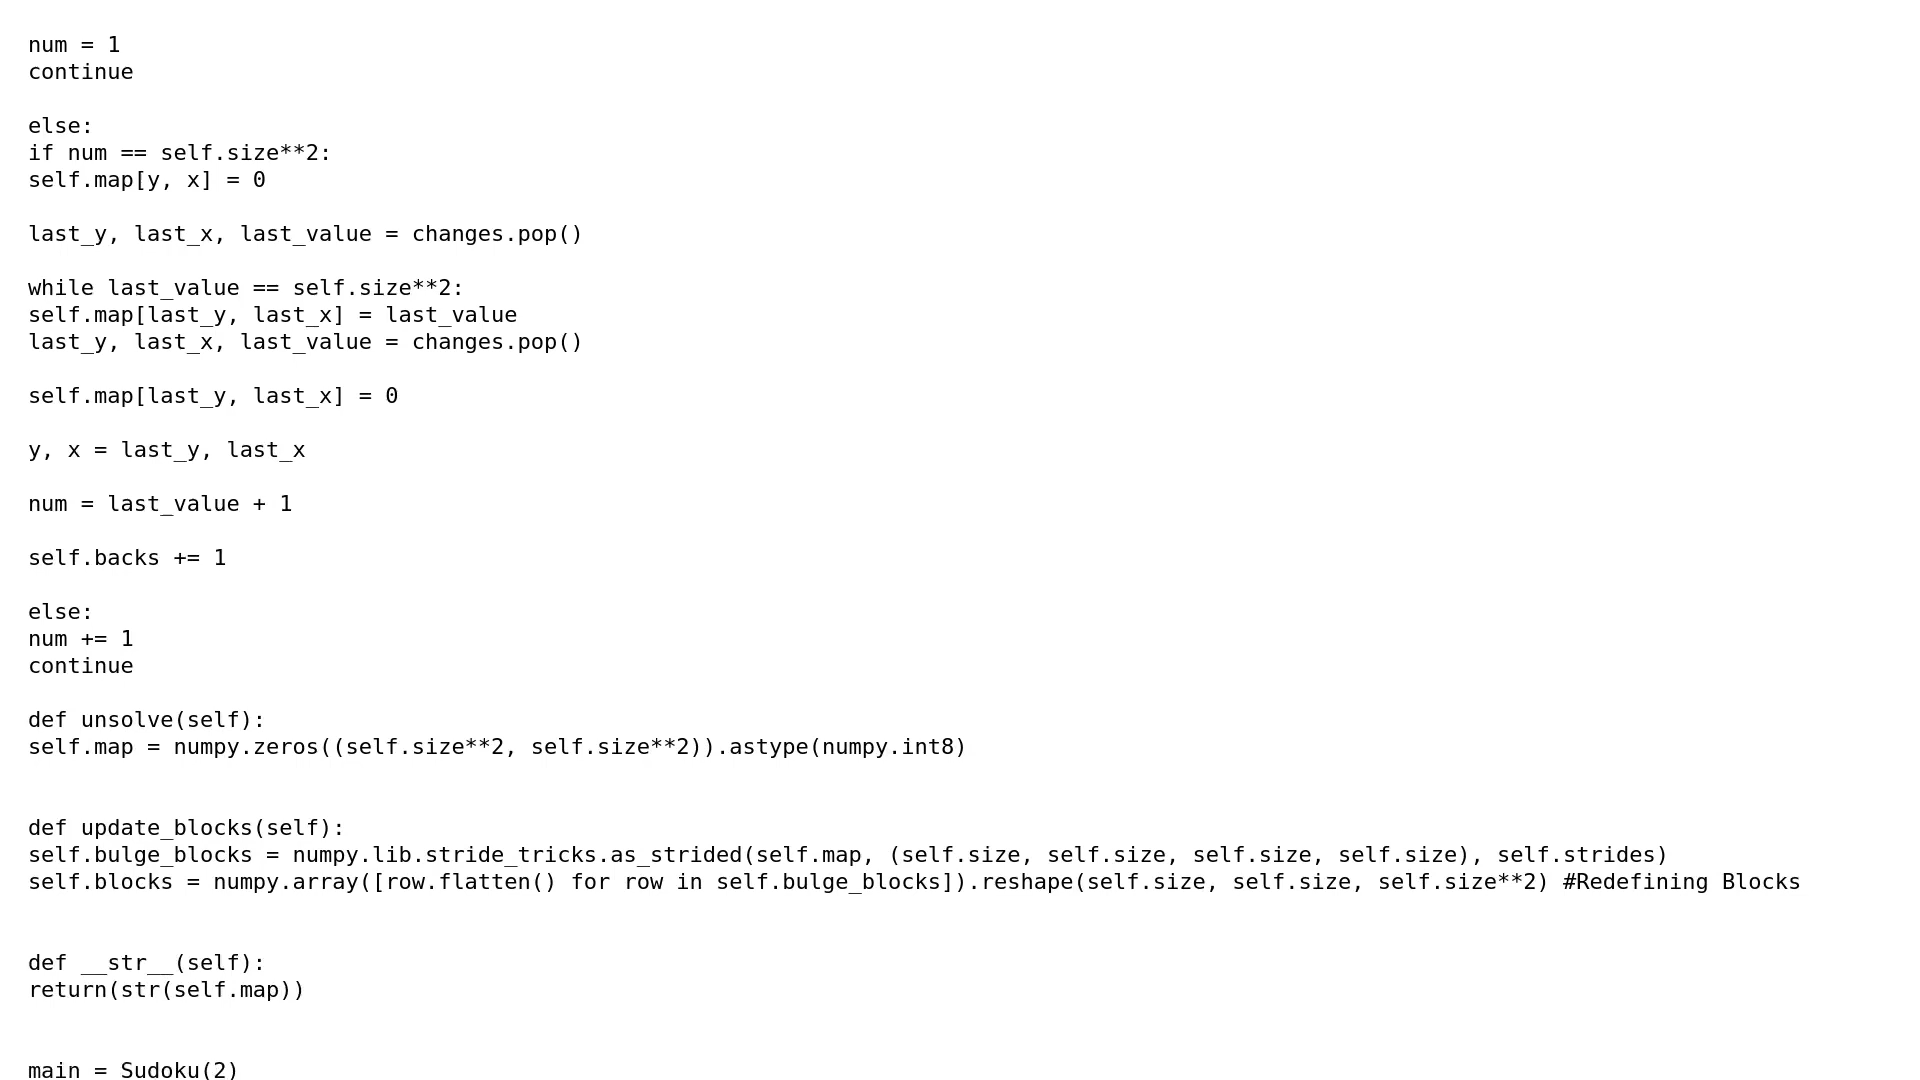 num = 1
continue
else:
if num == self.size**2:
self.map[y, x] = 0
last_y, last_x, last_value = changes.pop()
while last_value == self.size**2:
self.map[last_y, last_x] = last_value
last_y, last_x, last_value = changes.pop()
self.map[last_y, last_x] = 0
y, x = last_y, last_x
num = last_value + 1
self.backs += 1
else:
num += 1
continue
def unsolve(self):
self.map = numpy.zeros((self.size**2, self.size**2)).astype(numpy.int8)
def update_blocks(self):
self.bulge_blocks = numpy.lib.stride_tricks.as_strided(self.map, (self.size, self.size, self.size, self.size), self.strides)
self.blocks = numpy.array([row.flatten() for row in self.bulge_blocks]).reshape(self.size, self.size, self.size**2) #Redefining Blocks
def __str__(self):
return(str(self.map))
main = Sudoku(2)